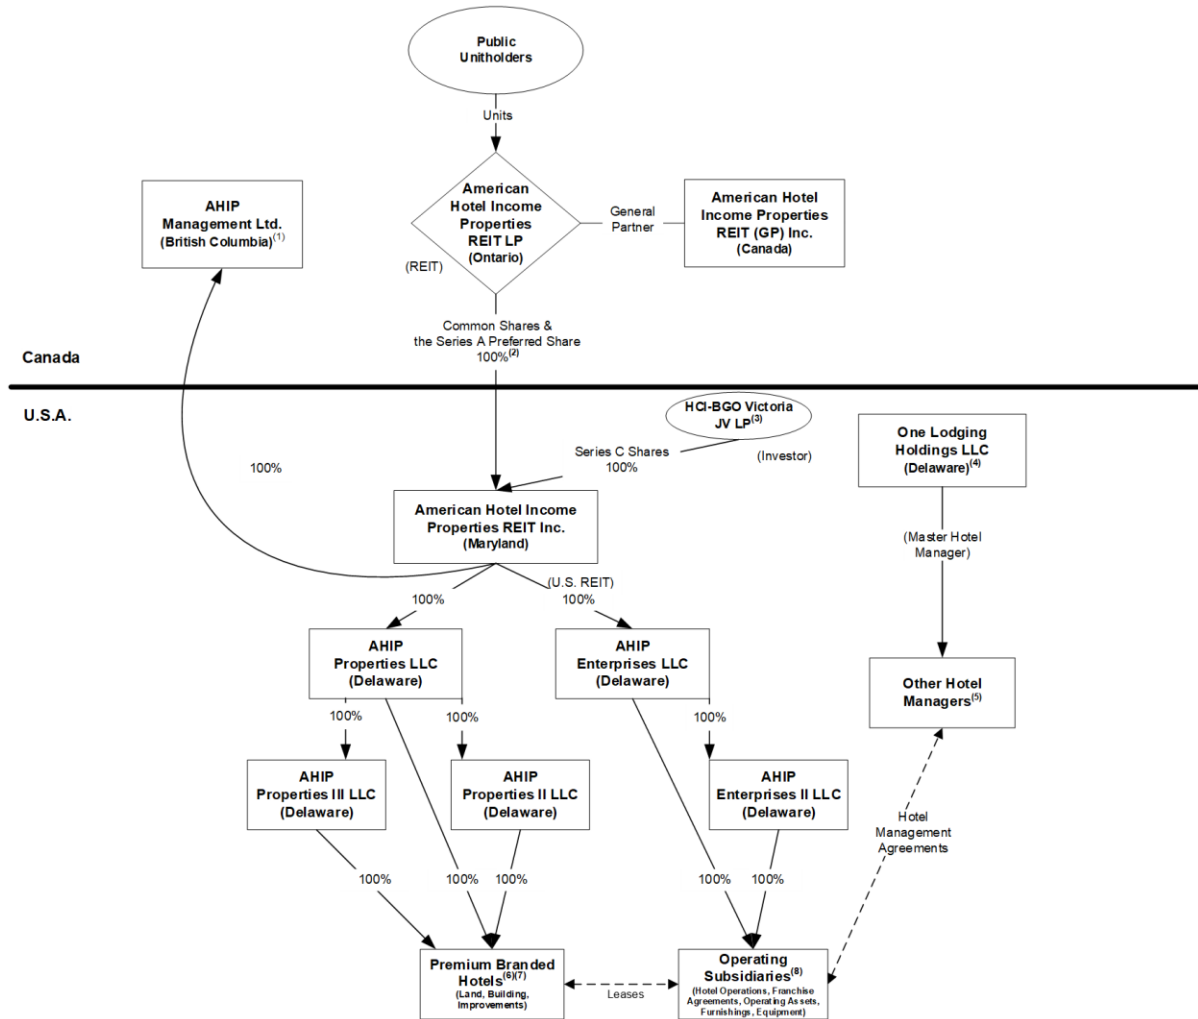 Public
Unitholders
Units
AHIP
Management Ltd.
(British Columbia)(1)
American
Hotel Income
Properties
REIT LP
(Ontario)
(REIT)
General
Partner
American Hotel
Income Properties
REIT (GP) Inc.
(Canada)
Common Shares &
the Series A Preferred Share
100%(2)
Canada
U.S.A.
HCI-BGO Victoria
JV LP(3)
(Investor)
Series C Shares
100%
100%
One Lodging
Holdings LLC
(Delaware)(4)
American Hotel Income
Properties REIT Inc.
(Maryland)
(Master Hotel
Manager)
(U.S. REIT)
100%
100%
AHIP
Properties LLC
(Delaware)
AHIP
Enterprises LLC
(Delaware)
Other Hotel
Managers(5)
100%
100%
100%
AHIP
Properties III LLC
(Delaware)
AHIP
Properties II LLC
(Delaware)
AHIP
Enterprises II LLC
(Delaware)
Hotel
Management
Agreements
100%
100%
100%
100%
100%
Premium Branded
Hotels(6)(7)
(Land, Building,
Improvements)
Leases
Operating
Subsidiaries(8)
(Hotel Operations, Franchise
Agreements, Operating Assets,
Furnishings, Equipment)